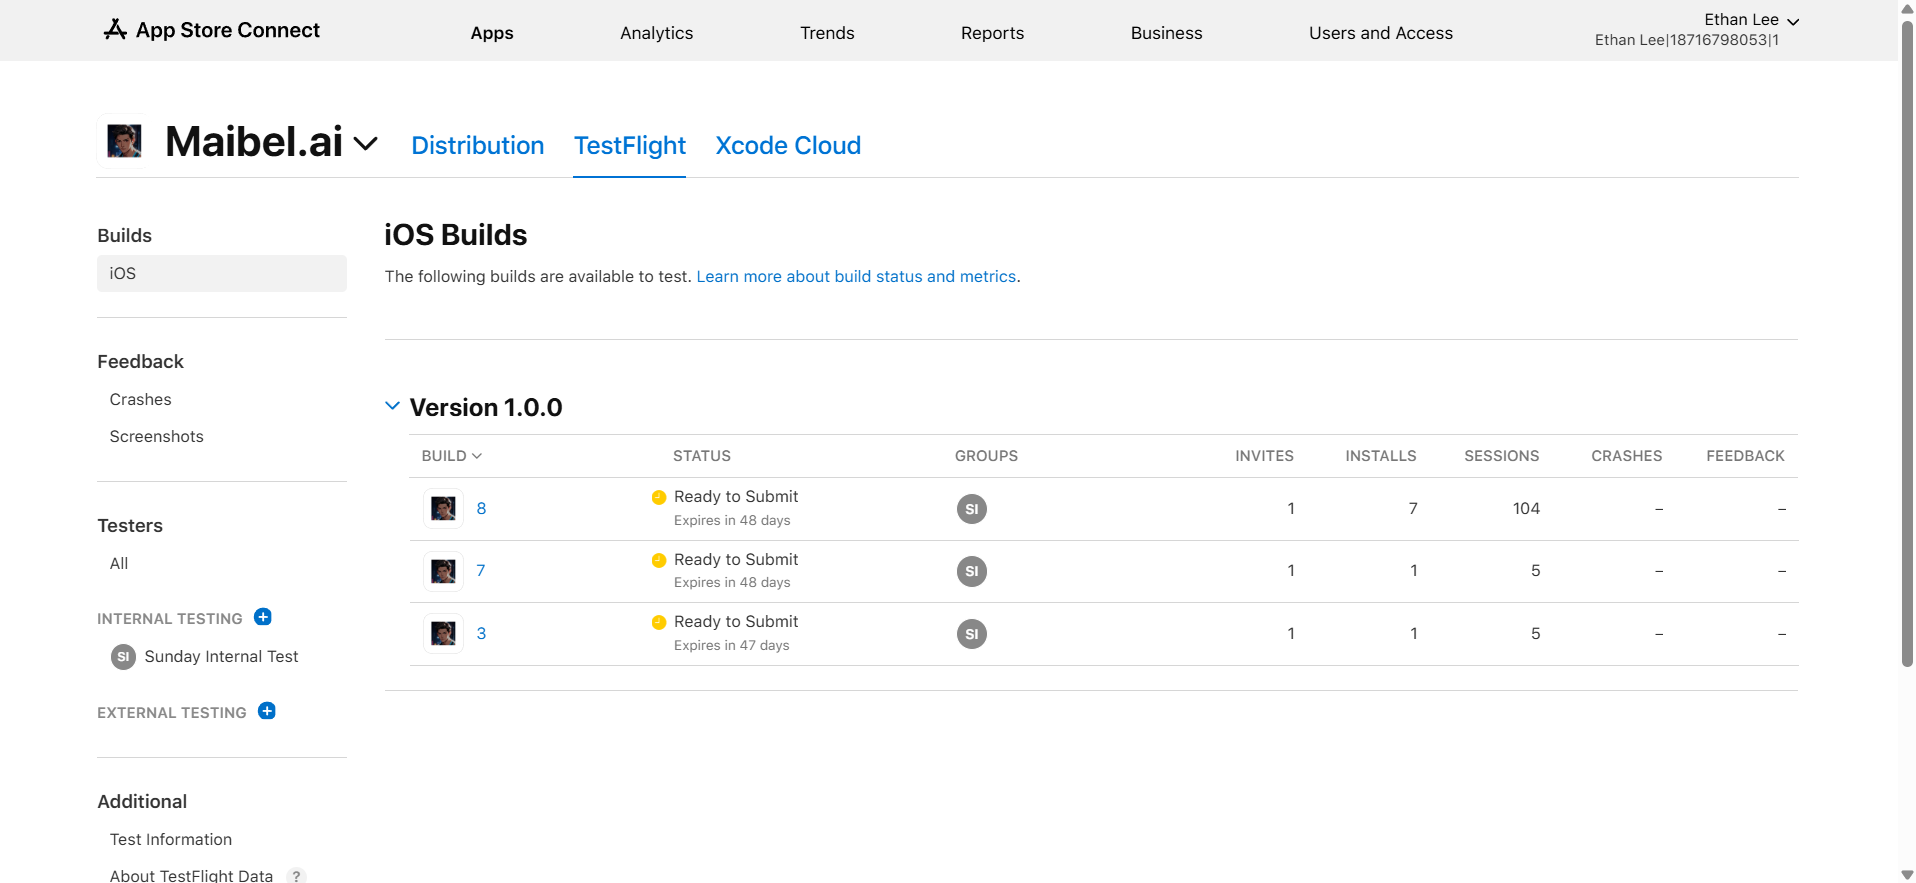 App Store Connect
Apps
Analytics
Trends
Reports
Business
Users and Access
Ethan Lee
Ethan Lee|18716798053|1
Maibel.ai
Distribution
TestFlight
Xcode Cloud
Builds
iOS
Feedback
Crashes
Screenshots
Testers
All
INTERNAL TESTING
SI Sunday Internal Test
EXTERNAL TESTING
Additional
Test Information
About TestFlight Data ?
iOS Builds
The following builds are available to test. Learn more about build status and metrics.
Version 1.0.0
BUILD STATUS GROUPS INVITES INSTALLS SESSIONS CRASHES FEEDBACK
8 Ready to Submit SI 1 7 104 – –
Expires in 48 days
7 Ready to Submit SI 1 1 5 – –
Expires in 48 days
3 Ready to Submit SI 1 1 5 – –
Expires in 47 days